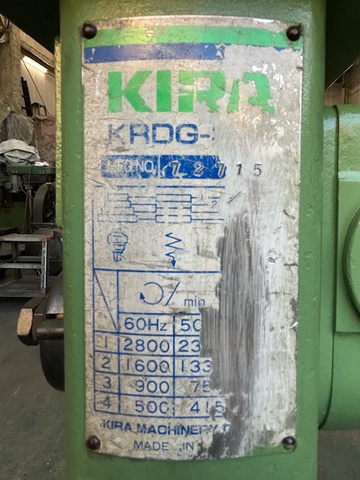 KIRA
KRDG-
MFG.NO. 72715
min
60Hz 50
1 2800 23
2 1600 133
3 900 75
4 500 415
KIRA MACHINERY
MADE IN